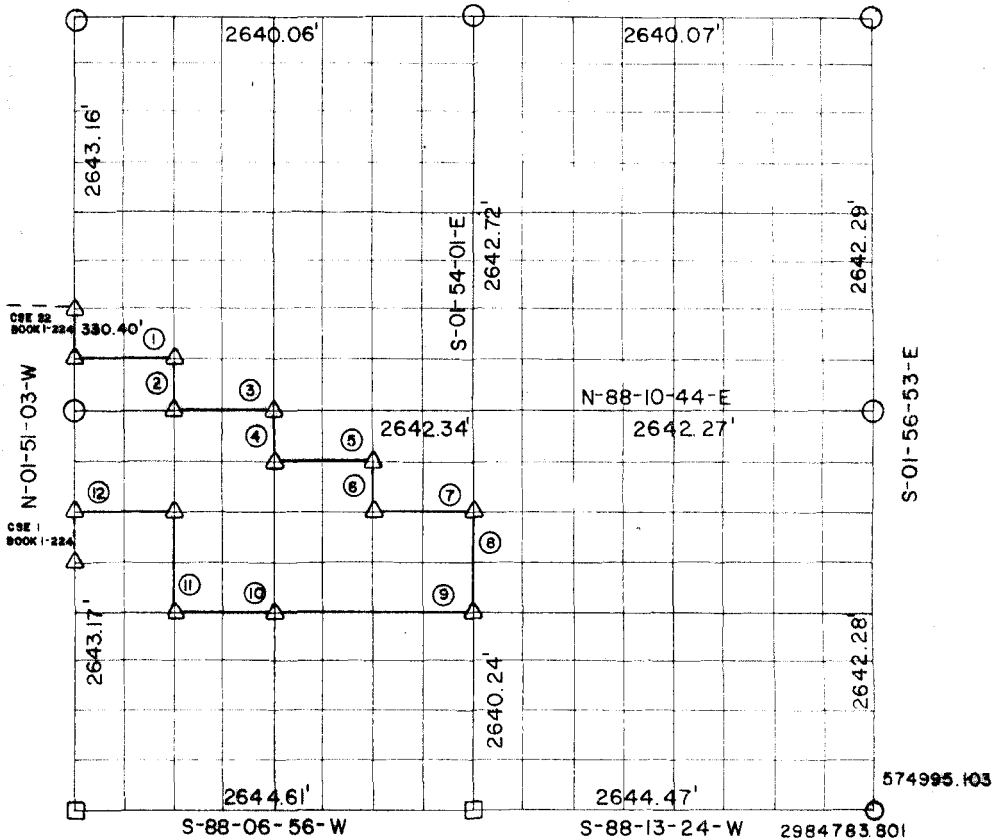 2640.06'
2640.07'
2643.16'
S-01-54-01-E
2642.72'
2642.29'
CSE 32
BOOK 1-224
330.40'
①
②
③
N-01-51-03-W
N-88-10-44-E
S-01-56-53-E
④
⑤
2642.34'
2642.27'
⑥
⑦
⑫
CSE 1
BOOK 1-224
⑧
⑪
⑩
⑨
2643.17'
2640.24'
2642.28'
574995.103
2644.61'
2644.47'
S-88-06-56-W
S-88-13-24-W
2984783.801